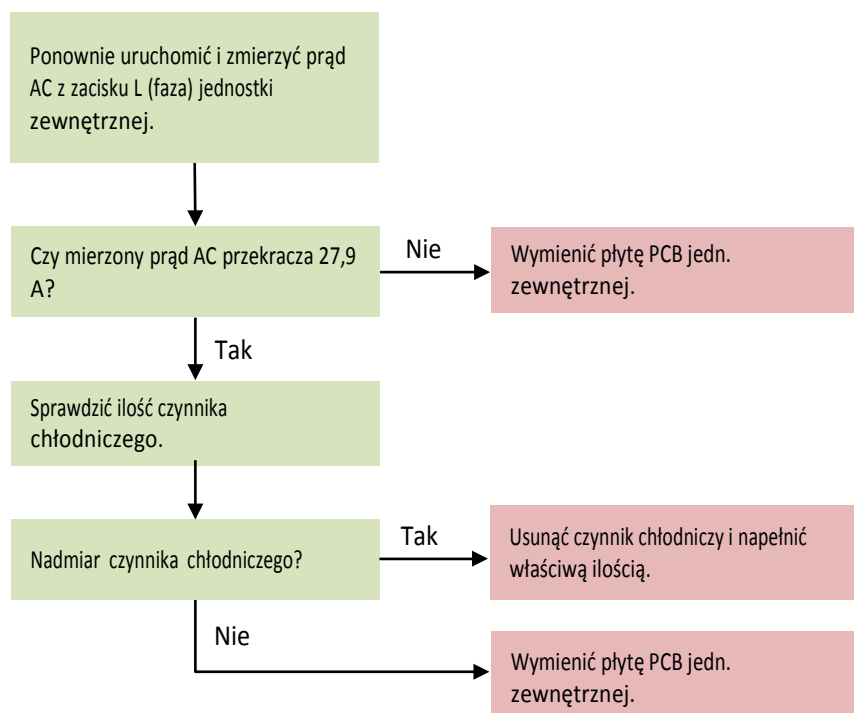 Ponownie uruchomić i zmierzyć prąd
AC z zacisku L (faza) jednostki
zewnętrznej.
Czy mierzony prąd AC przekracza 27,9
A?
Nie
Wymienić płytę PCB jedn.
zewnętrznej.
Tak
Sprawdzić ilość czynnika
chłodniczego.
Nadmiar czynnika chłodniczego?
Tak
Usunąć czynnik chłodniczy i napełnić
właściwą ilością.
Nie
Wymienić płytę PCB jedn.
zewnętrznej.